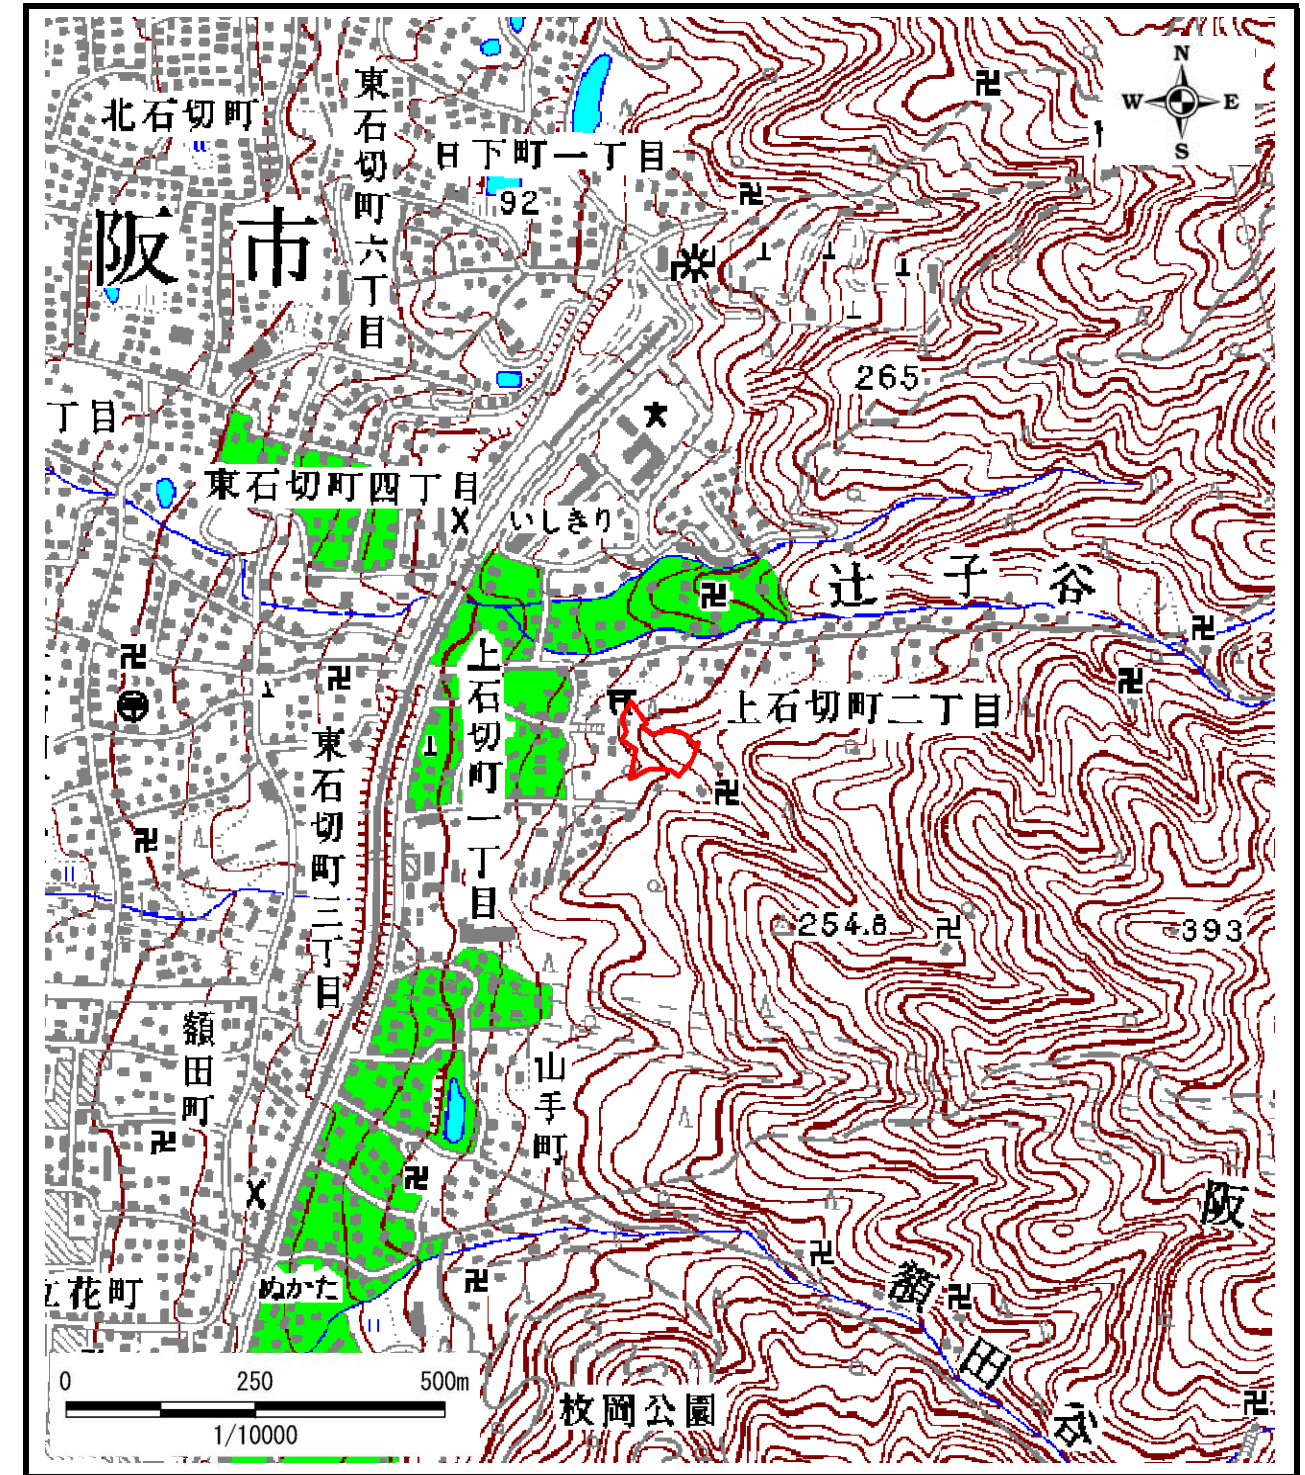 N
W E
S
北石切町
東石切町六丁目
日下町一丁目
92
阪市
265
丁目
東石切町四丁目
いしきり
辻子谷
上石切町一丁目
上石切町二丁目
東石切町三丁目
254.8
393
額田町
山手町
阪
花町
ぬかた
額田谷
枚岡公園
0 250 500m
1/10000